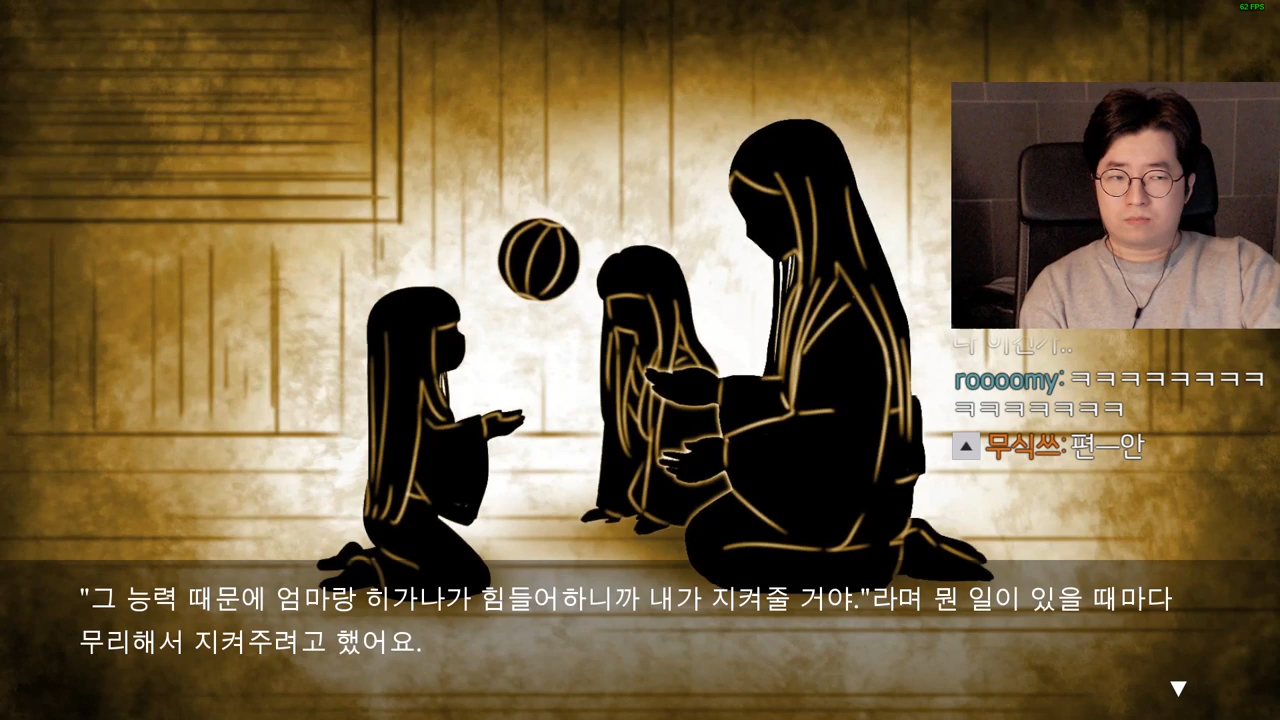 62 FPS
roooomy: ㅋㅋㅋㅋㅋㅋㅋㅋ
ㅋㅋㅋㅋㅋㅋㅋ
무식쓰: 편—안
"그 능력 때문에 엄마랑 히가나가 힘들어하니까 내가 지켜줄 거야."라며 뭔 일이 있을 때마다
무리해서 지켜주려고 했어요.